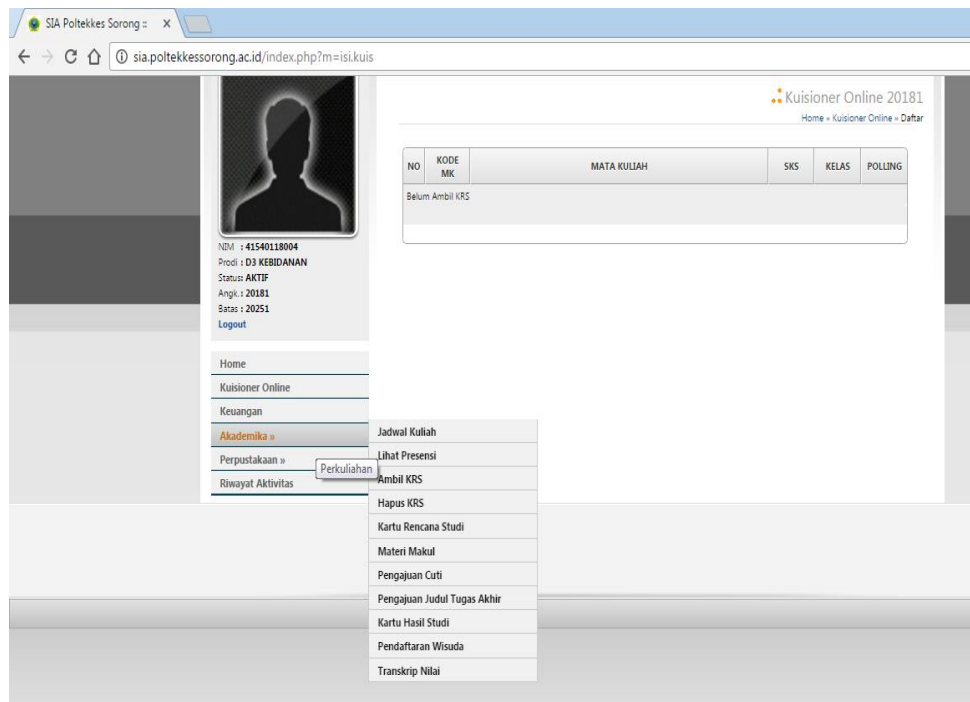 SIA Poltekkes Sorong ::
sia.poltekkessorong.ac.id/index.php?m=isi.kuis
Kuisioner Online 20181
Home » Kuisioner Online » Daftar
NO KODE MK MATA KULIAH SKS KELAS POLLING
Belum Ambil KRS
NIM : 41540118004
Prodi : D3 KEBIDANAN
Status: AKTIF
Angk. : 20181
Batas : 20251
Logout
Home
Kuisioner Online
Keuangan
Akademika »
Perpustakaan »
Perkuliahan
Riwayat Aktivitas
Jadwal Kuliah
Lihat Presensi
Ambil KRS
Hapus KRS
Kartu Rencana Studi
Materi Makul
Pengajuan Cuti
Pengajuan Judul Tugas Akhir
Kartu Hasil Studi
Pendaftaran Wisuda
Transkrip Nilai